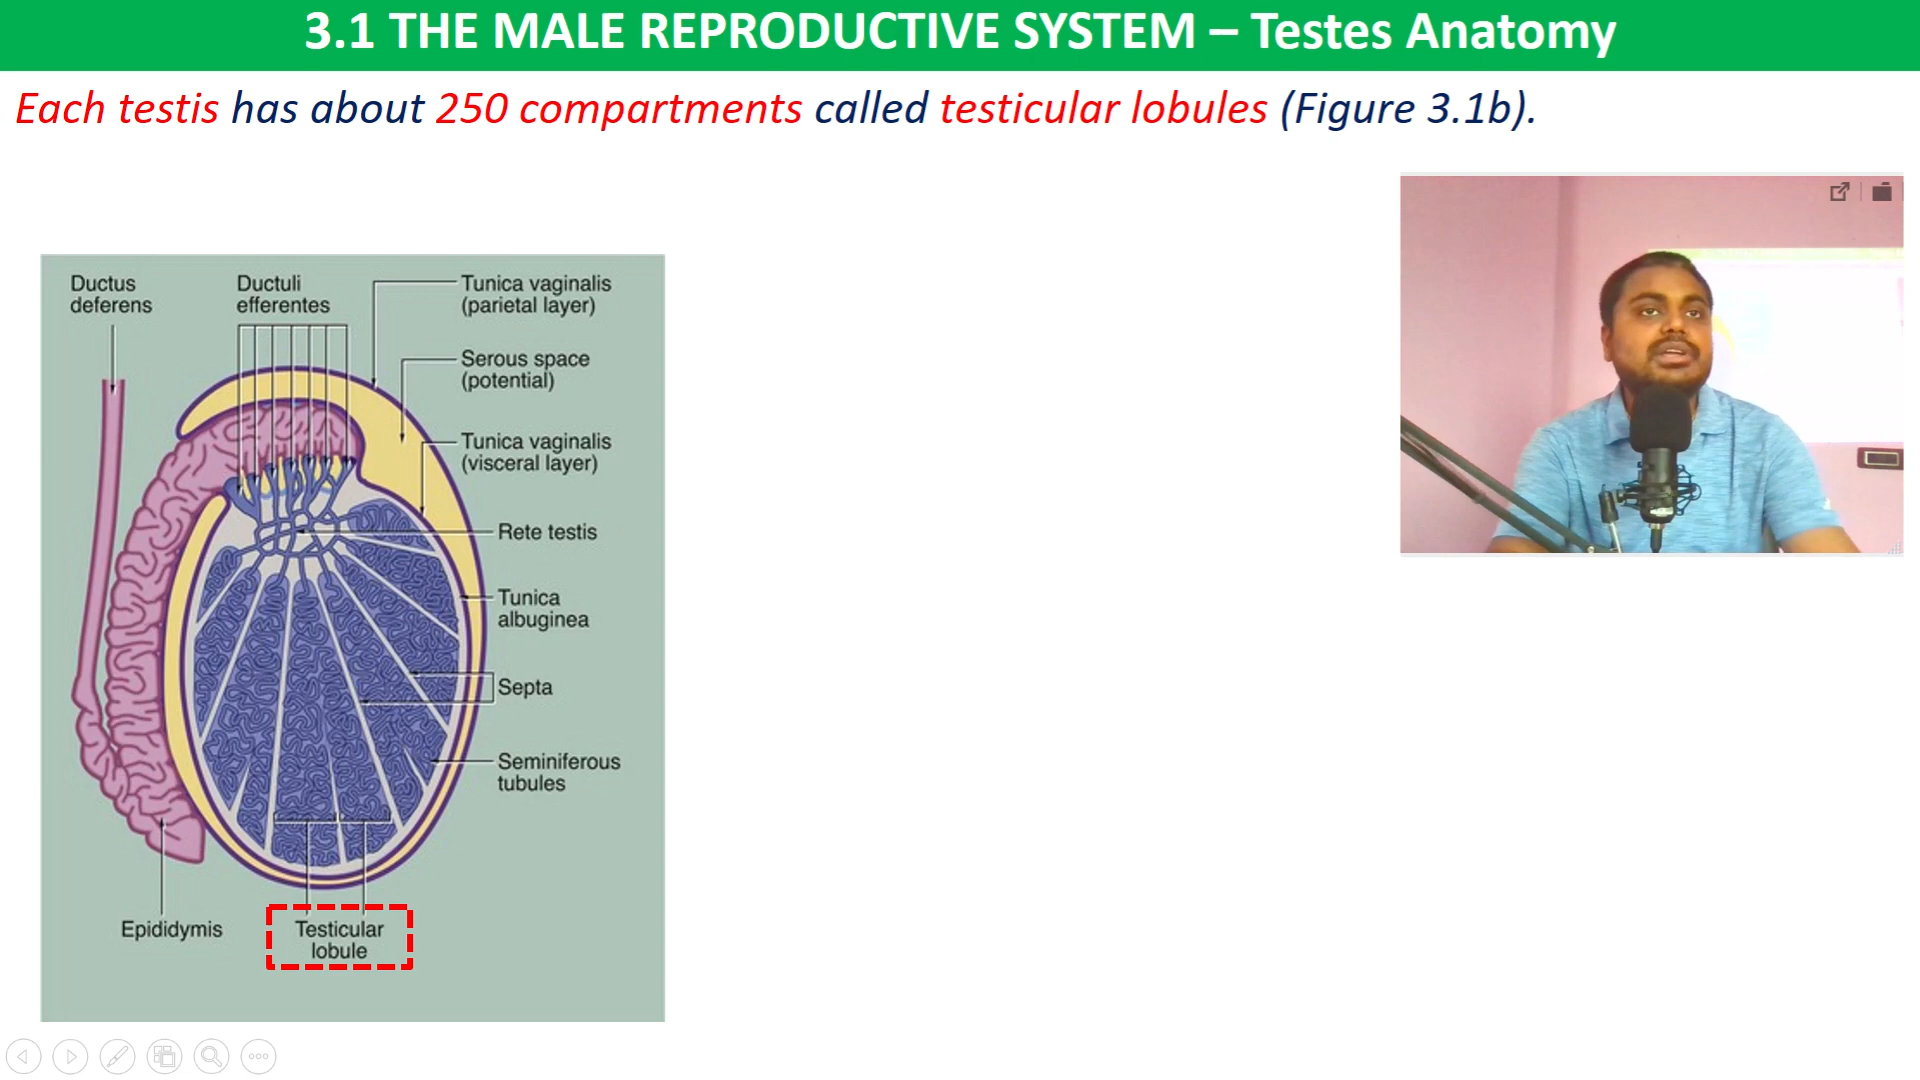 3.1 THE MALE REPRODUCTIVE SYSTEM – Testes Anatomy
Each testis has about 250 compartments called testicular lobules (Figure 3.1b).
Ductus
deferens
Ductuli
efferentes
Tunica vaginalis
(parietal layer)
Serous space
(potential)
Tunica vaginalis
(visceral layer)
Rete testis
Tunica
albuginea
Septa
Seminiferous
tubules
Epididymis
Testicular
lobule